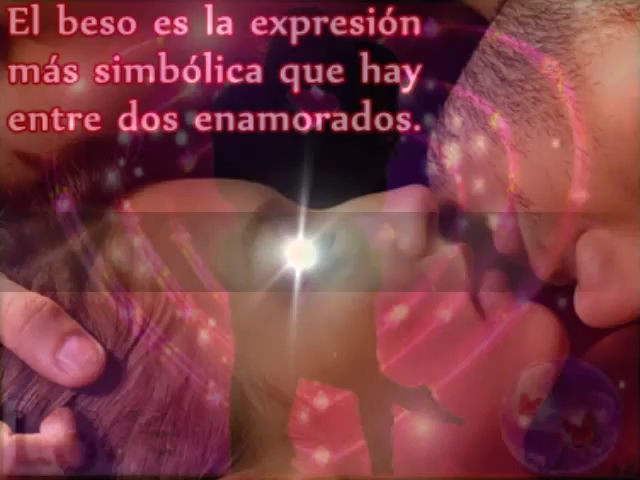 El beso es la expresión
más simbólica que hay
entre dos enamorados.